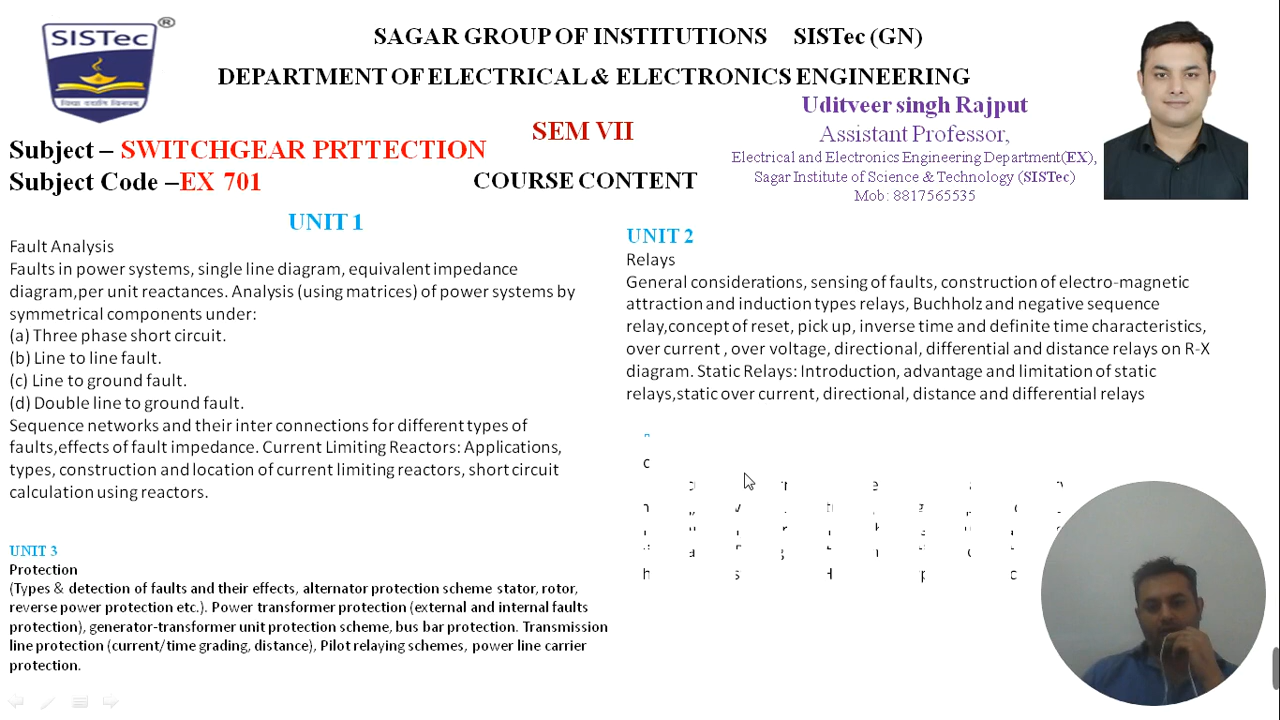 SISTec
®
विद्या ददाति विनयम्
SAGAR GROUP OF INSTITUTIONS SISTec (GN)
DEPARTMENT OF ELECTRICAL & ELECTRONICS ENGINEERING
Uditveer singh Rajput
Assistant Professor,
Electrical and Electronics Engineering Department(EX),
Sagar Institute of Science & Technology (SISTec)
Mob: 8817565535
SEM VII
Subject – SWITCHGEAR PRTTECTION
Subject Code –EX 701
COURSE CONTENT
UNIT 1
Fault Analysis
Faults in power systems, single line diagram, equivalent impedance
diagram,per unit reactances. Analysis (using matrices) of power systems by
symmetrical components under:
(a) Three phase short circuit.
(b) Line to line fault.
(c) Line to ground fault.
(d) Double line to ground fault.
Sequence networks and their inter connections for different types of
faults,effects of fault impedance. Current Limiting Reactors: Applications,
types, construction and location of current limiting reactors, short circuit
calculation using reactors.
UNIT 2
Relays
General considerations, sensing of faults, construction of electro-magnetic
attraction and induction types relays, Buchholz and negative sequence
relay,concept of reset, pick up, inverse time and definite time characteristics,
over current , over voltage, directional, differential and distance relays on R-X
diagram. Static Relays: Introduction, advantage and limitation of static
relays,static over current, directional, distance and differential relays
UNIT 3
Protection
(Types & detection of faults and their effects, alternator protection scheme stator, rotor,
reverse power protection etc.). Power transformer protection (external and internal faults
protection), generator-transformer unit protection scheme, bus bar protection. Transmission
line protection (current/time grading, distance), Pilot relaying schemes, power line carrier
protection.